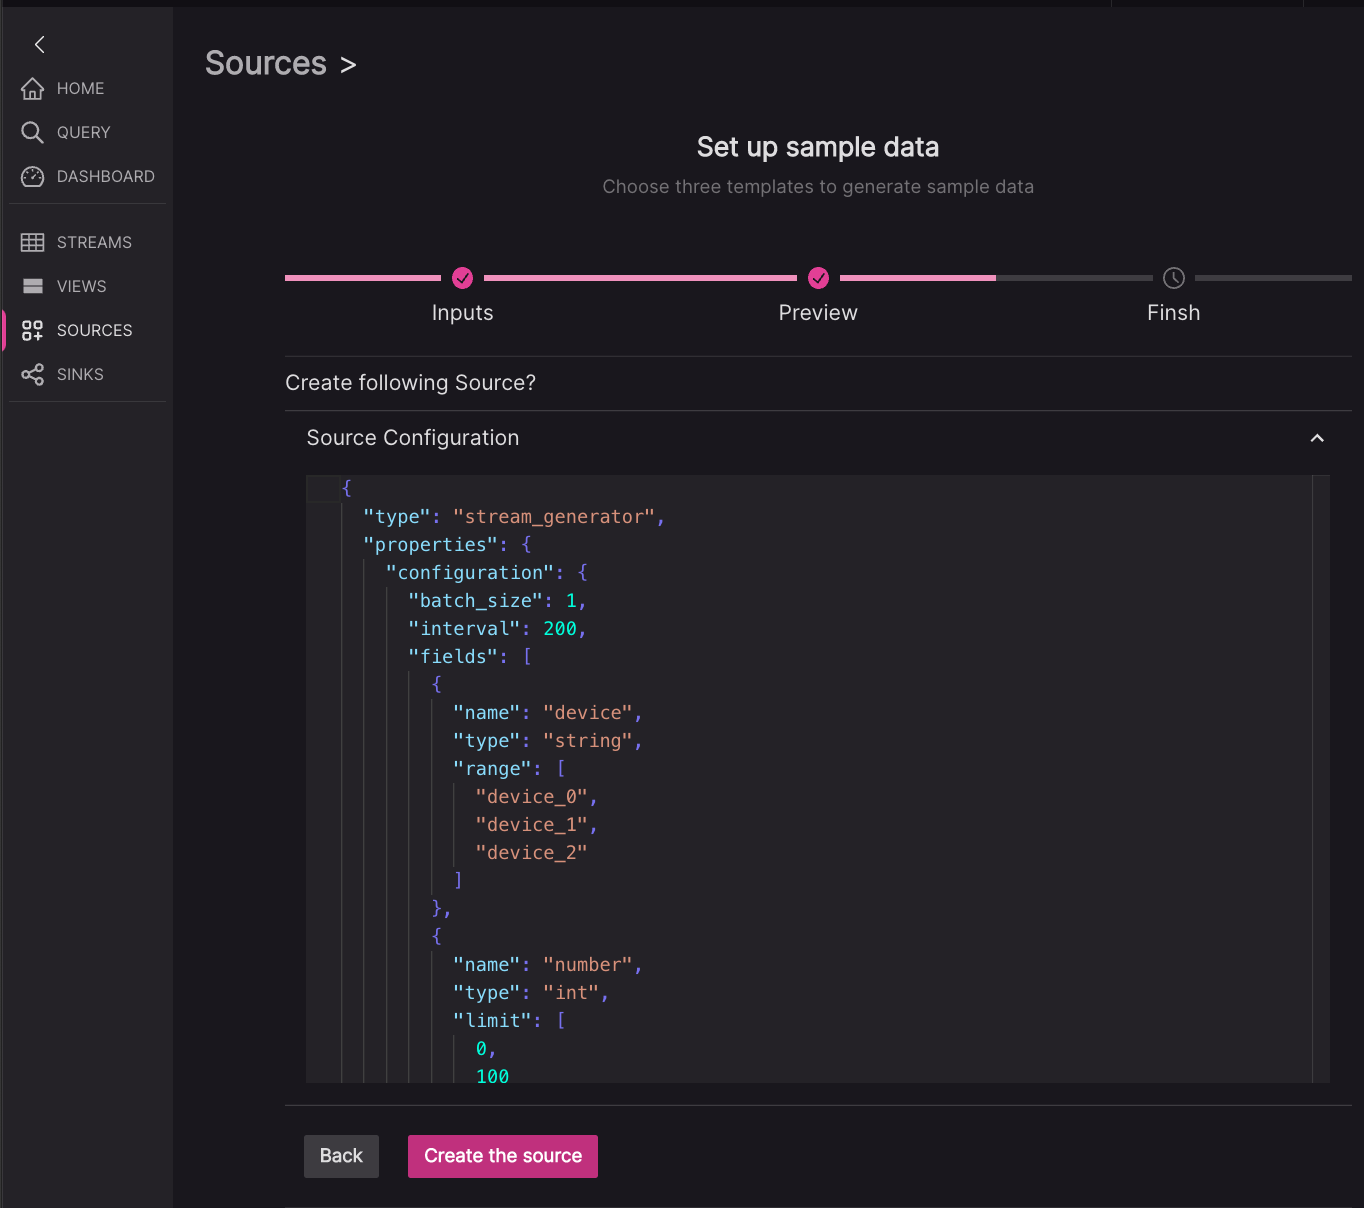 HOME
QUERY
DASHBOARD
STREAMS
VIEWS
SOURCES
SINKS
Sources >
Set up sample data
Choose three templates to generate sample data
Inputs
Preview
Finsh
Create following Source?
Source Configuration
{
  "type": "stream_generator",
  "properties": {
    "configuration": {
      "batch_size": 1,
      "interval": 200,
      "fields": [
        {
          "name": "device",
          "type": "string",
          "range": [
            "device_0",
            "device_1",
            "device_2"
          ]
        },
        {
          "name": "number",
          "type": "int",
          "limit": [
            0,
            100
Back
Create the source